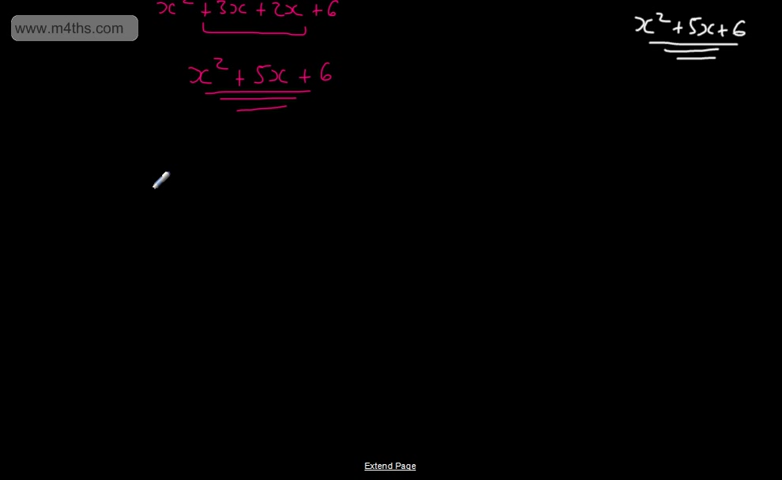 www.m4ths.com
x² + 3x + 2x + 6
x² + 5x + 6
x² + 5x + 6
Extend Page